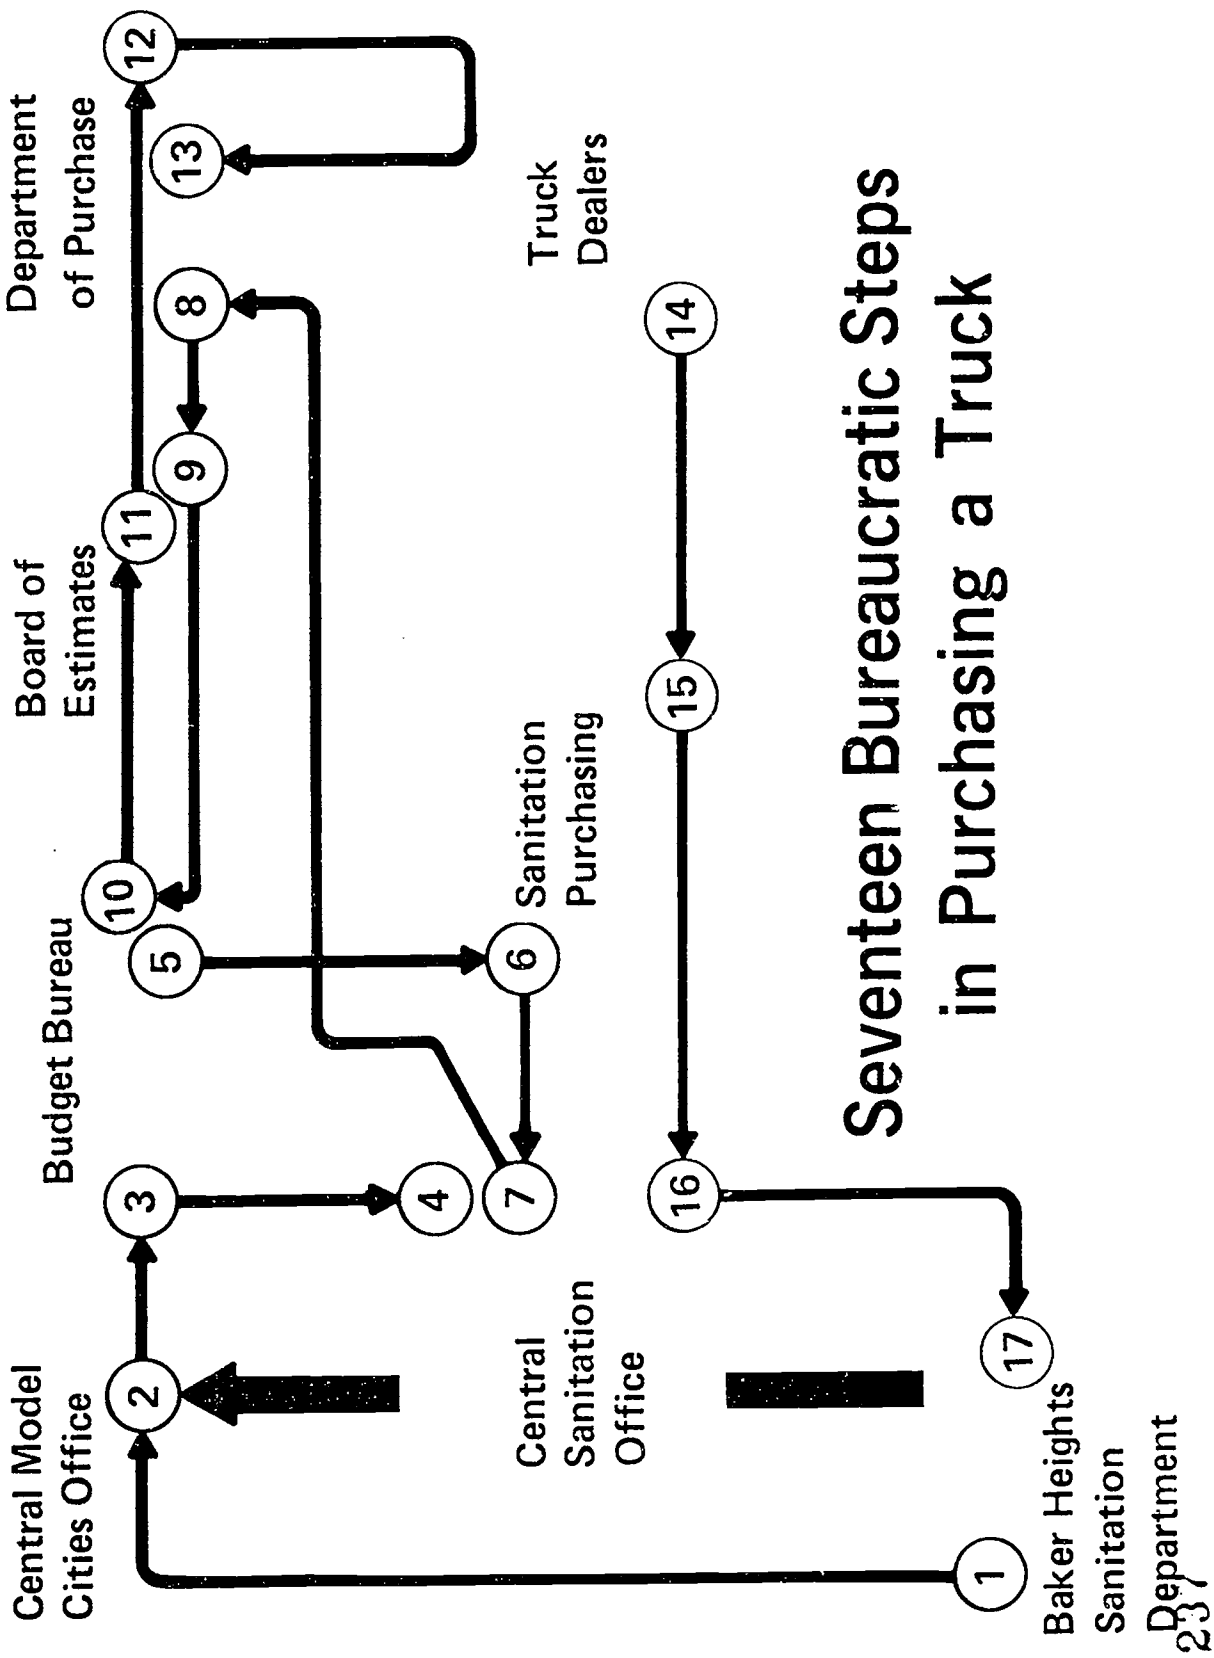 Central Model
Cities Office
Budget Bureau
Board of
Estimates
Department
of Purchase
2
3
5
10
11
9
8
13
12
4
7
6
Central
Sanitation
Office
Sanitation
Purchasing
Truck
Dealers
16
15
14
Seventeen Bureaucratic Steps
in Purchasing a Truck
1
17
Baker Heights
Sanitation
Department
237